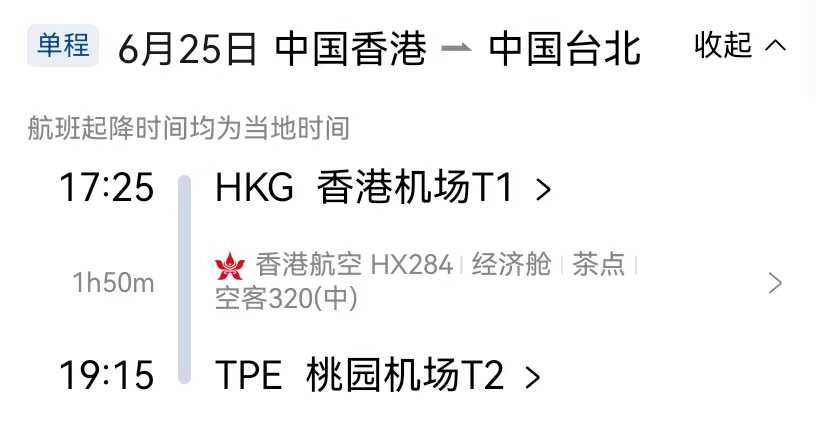 单程 6月25日 中国香港 中国台北 收起
航班起降时间均为当地时间
17:25 HKG 香港机场T1 >
1h50m 香港航空 HX284 | 经济舱 | 茶点 |
空客320(中) >
19:15 TPE 桃园机场T2 >